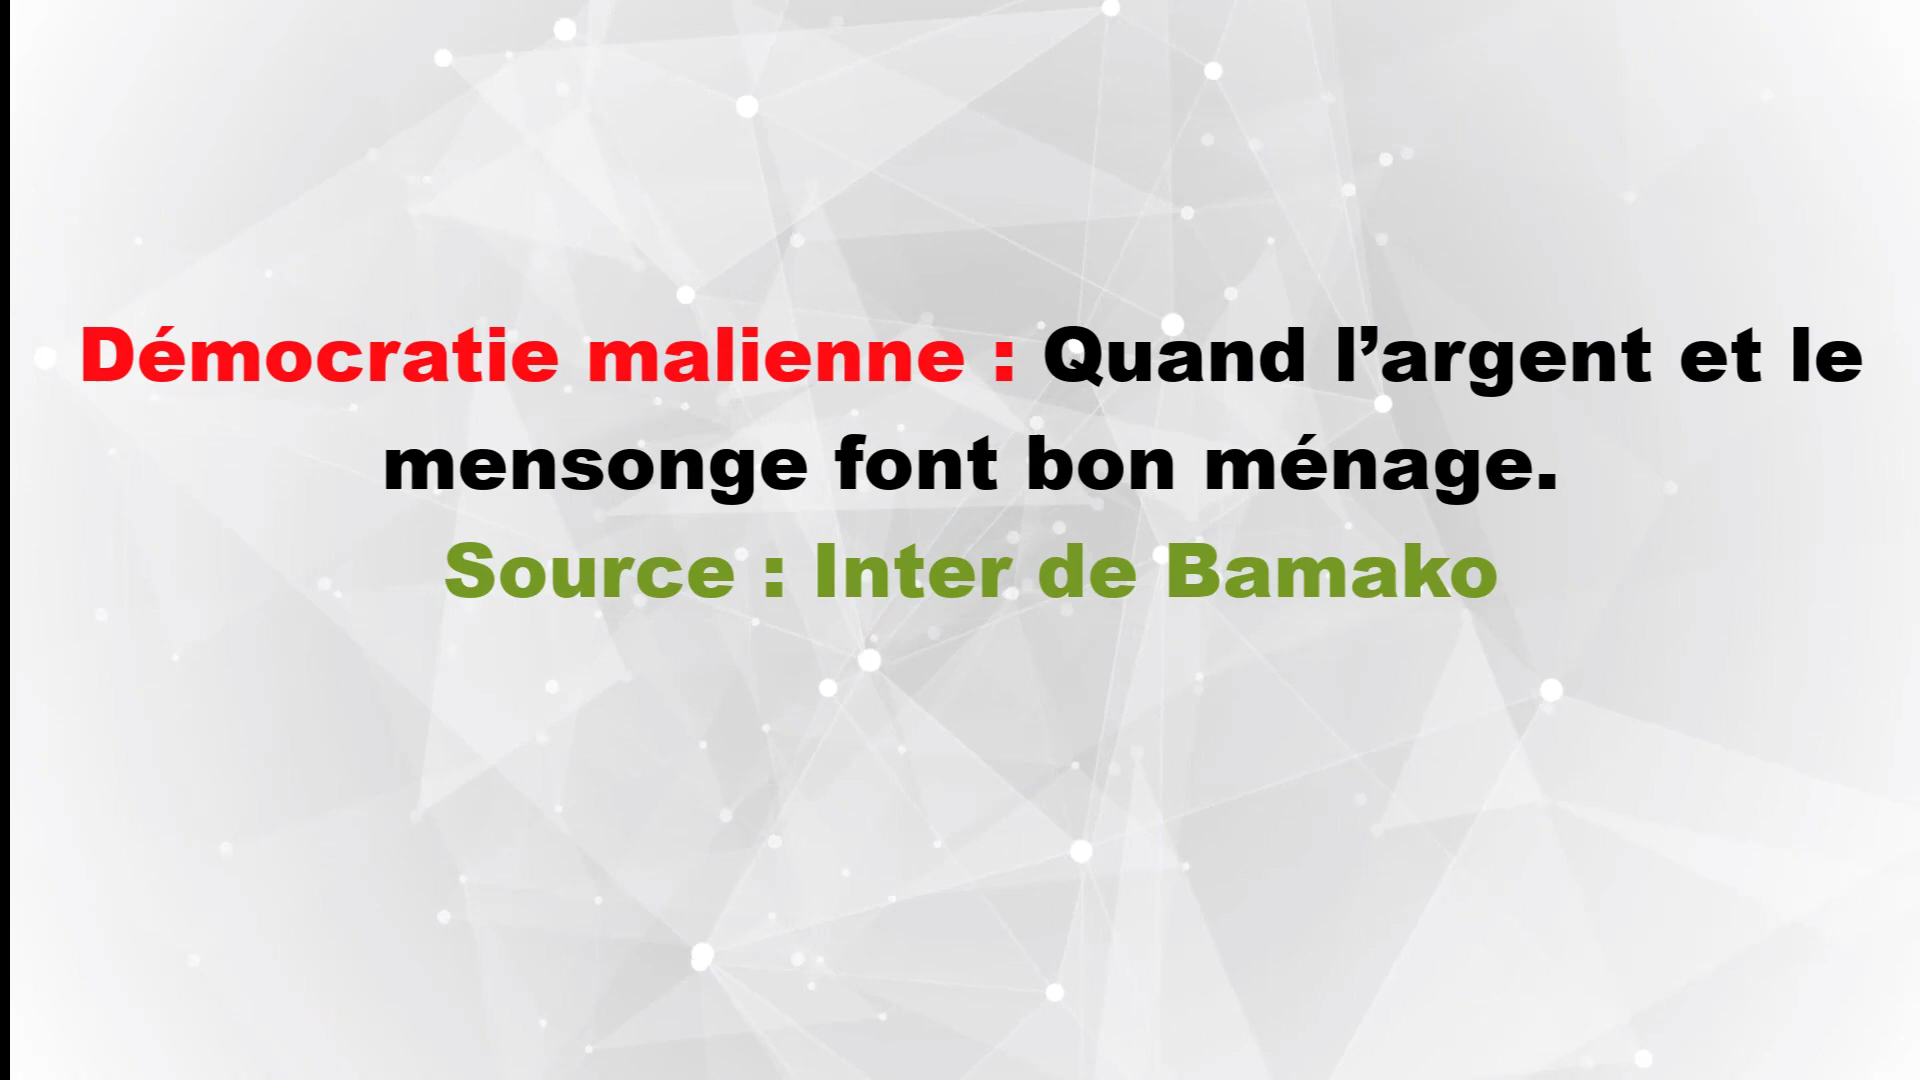 Démocratie malienne : Quand l’argent et le
mensonge font bon ménage.
Source : Inter de Bamako